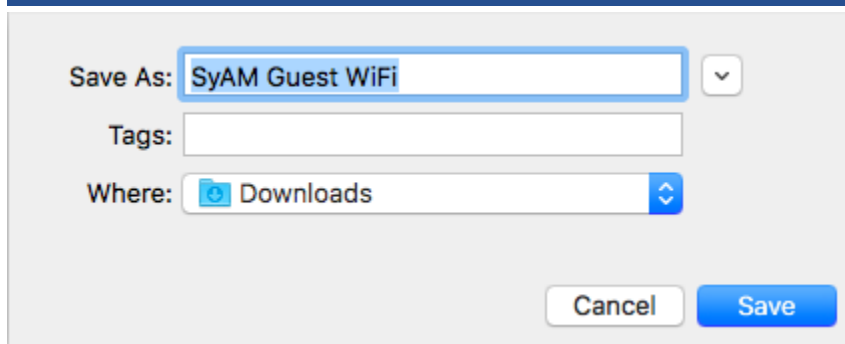 Save As: SyAM Guest WiFi
Tags:
Where: Downloads
Cancel Save